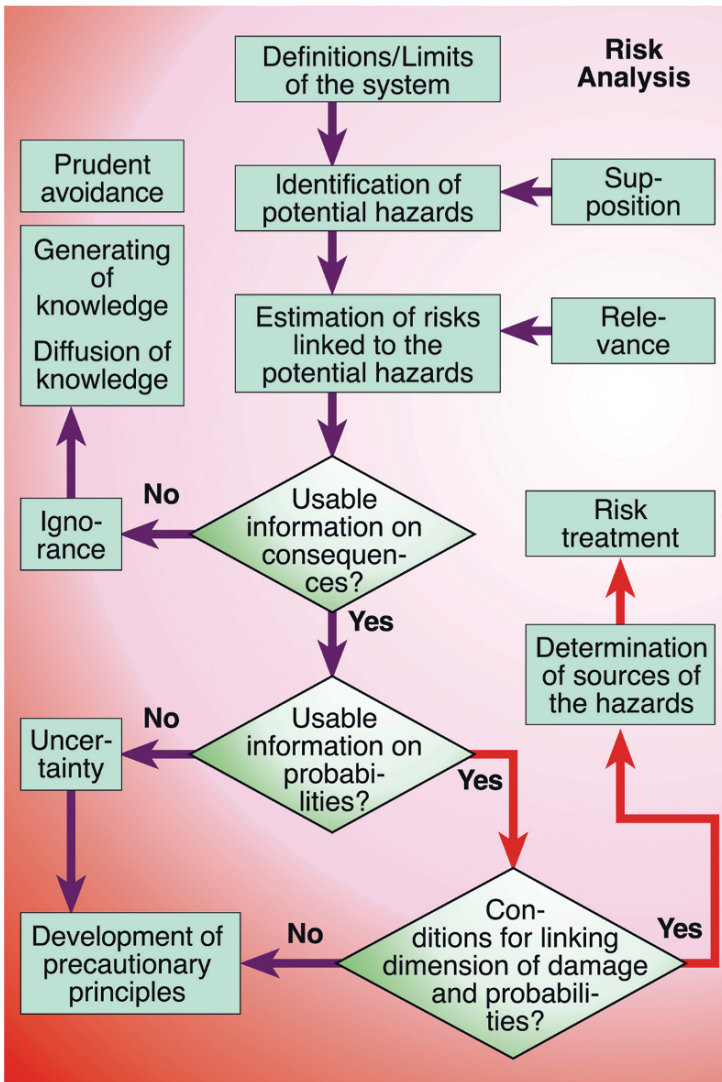 Risk
Analysis
Definitions/Limits
of the system
Prudent
avoidance
Identification of
potential hazards
Sup-
position
Generating
of
knowledge
Diffusion of
knowledge
Estimation of risks
linked to the
potential hazards
Rele-
vance
No
Igno-
rance
Usable
information on
consequen-
ces?
Risk
treatment
Yes
Determination
of sources of
the hazards
No
Uncer-
tainty
Usable
information on
probabi-
lities?
Yes
Development of
precautionary
principles
No
Con-
ditions for linking
dimension of damage
and probabili-
ties?
Yes